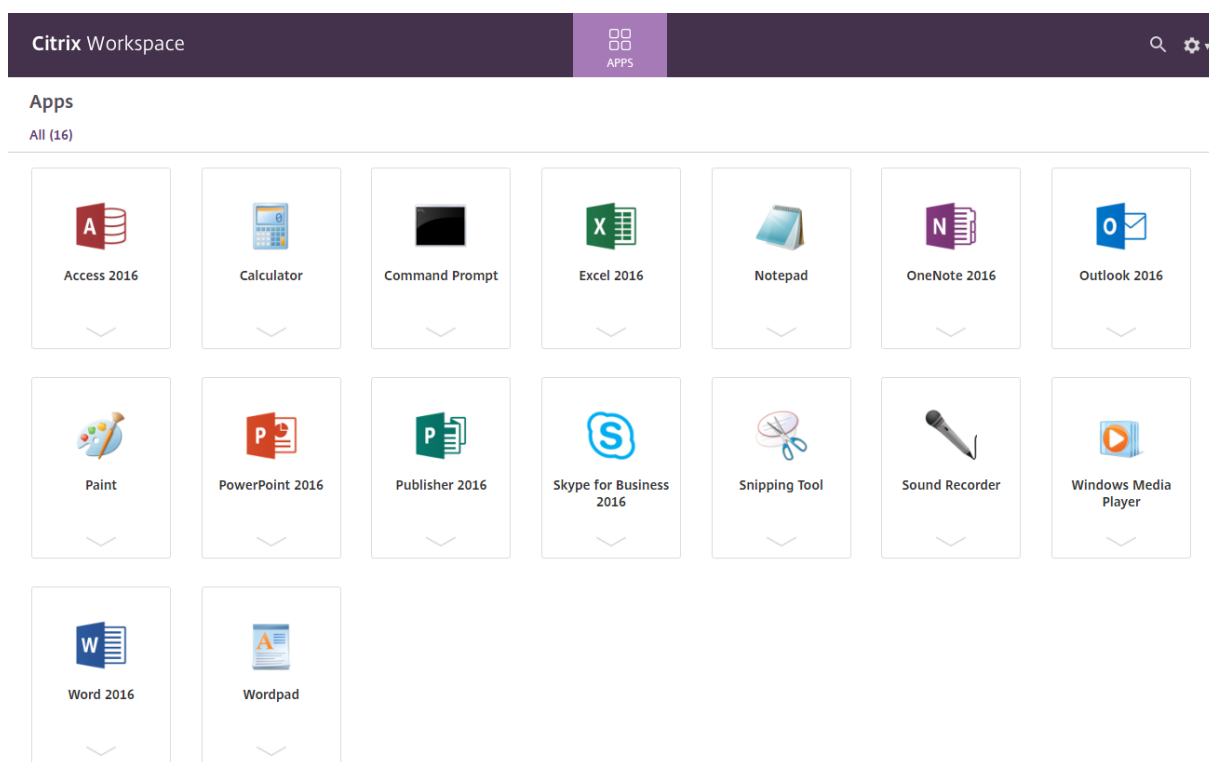 Citrix Workspace
APPS
Apps
All (16)
Access 2016
Calculator
Command Prompt
Excel 2016
Notepad
OneNote 2016
Outlook 2016
Paint
PowerPoint 2016
Publisher 2016
Skype for Business
2016
Snipping Tool
Sound Recorder
Windows Media
Player
Word 2016
Wordpad